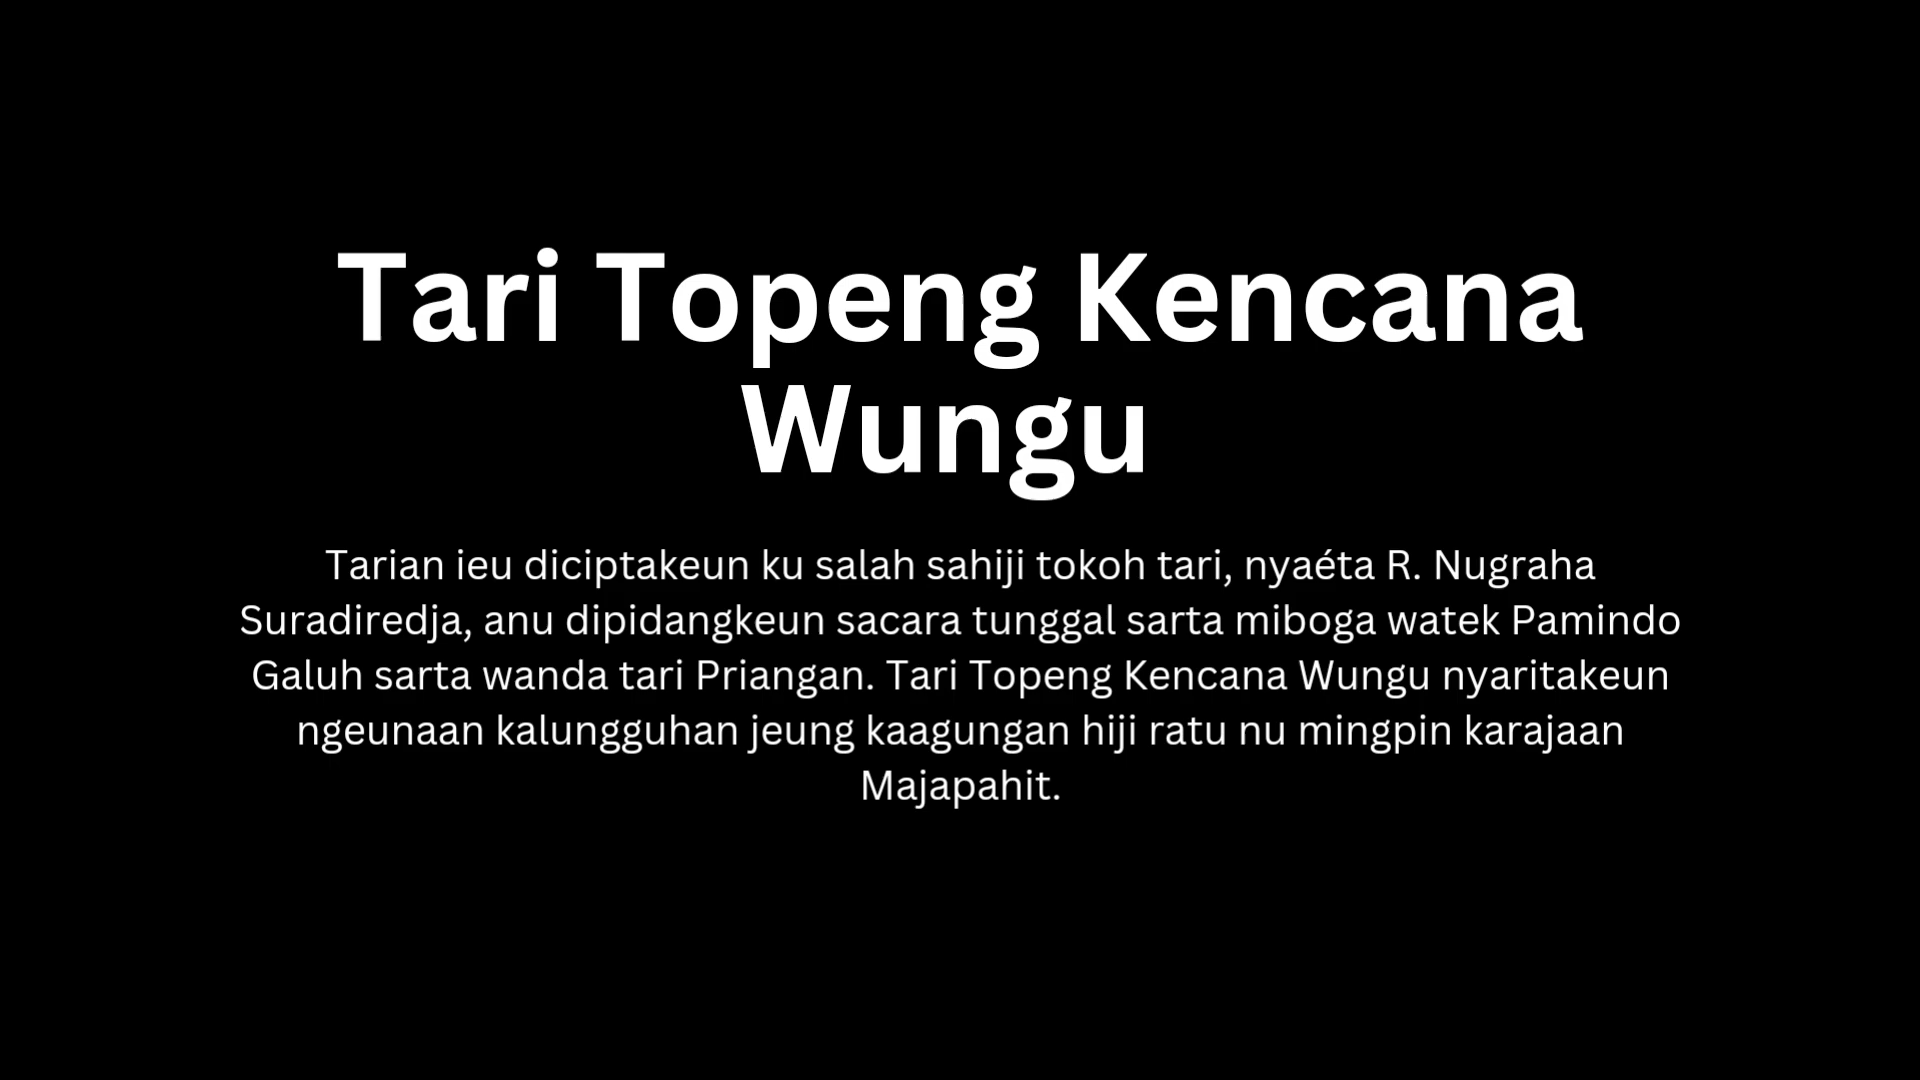 Tari Topeng Kencana
Wungu
Tarian ieu diciptakeun ku salah sahiji tokoh tari, nyaéta R. Nugraha
Suradiredja, anu dipidangkeun sacara tunggal sarta miboga watek Pamindo
Galuh sarta wanda tari Priangan. Tari Topeng Kencana Wungu nyaritakeun
ngeunaan kalungguhan jeung kaagungan hiji ratu nu mingpin karajaan
Majapahit.